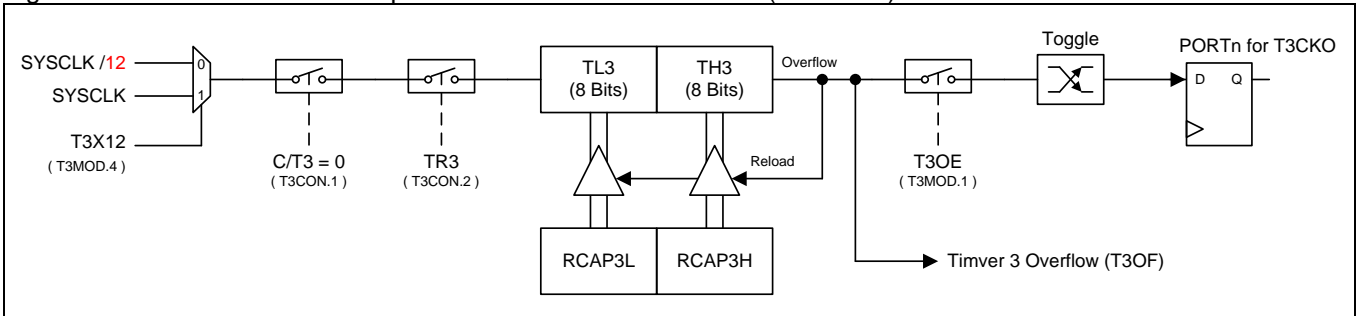 SYSCLK /12
SYSCLK
T3X12
( T3MOD.4 )
0
1
C/T3 = 0
( T3CON.1 )
TR3
( T3CON.2 )
TL3
(8 Bits)
TH3
(8 Bits)
Overflow
Reload
RCAP3L
RCAP3H
T3OE
( T3MOD.1 )
Toggle
PORTn for T3CKO
D Q
Timver 3 Overflow (T3OF)